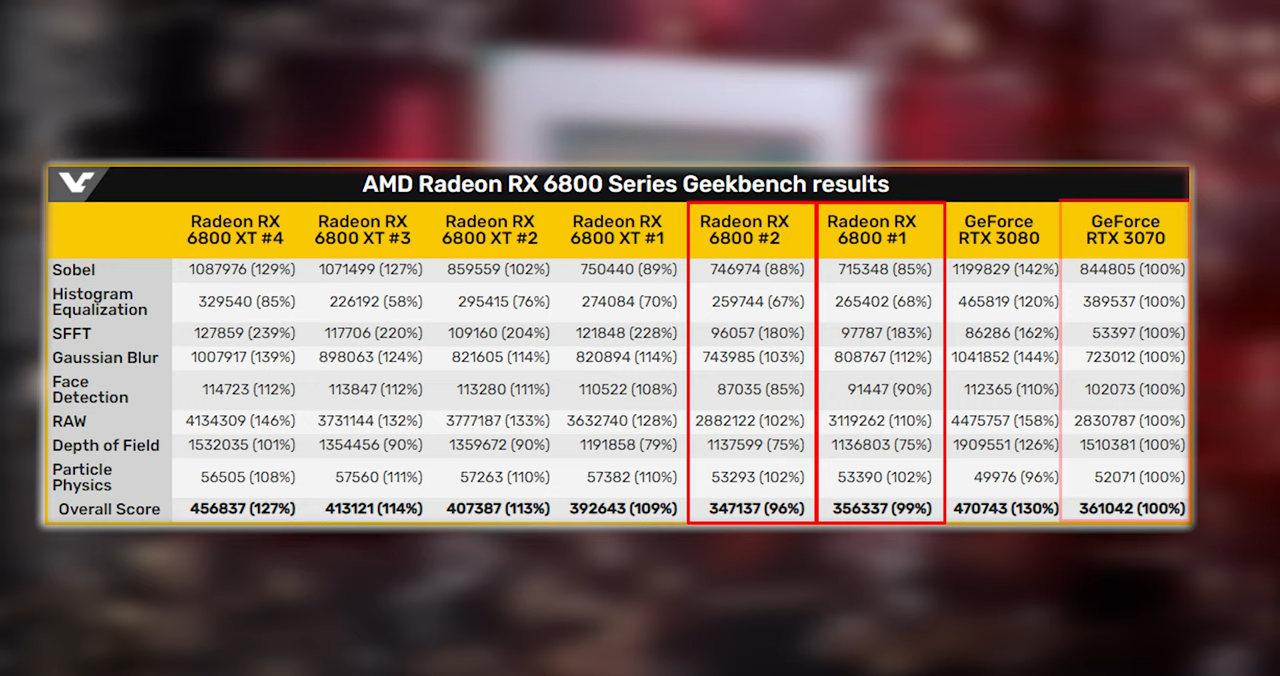 AMD Radeon RX 6800 Series Geekbench results
Radeon RX 6800 XT #4 Radeon RX 6800 XT #3 Radeon RX 6800 XT #2 Radeon RX 6800 XT #1 Radeon RX 6800 #2 Radeon RX 6800 #1 GeForce RTX 3080 GeForce RTX 3070
Sobel 1087976 (129%) 1071499 (127%) 859559 (102%) 750440 (89%) 746974 (88%) 715348 (85%) 1199829 (142%) 844805 (100%)
Histogram Equalization 329540 (85%) 226192 (58%) 295415 (76%) 274084 (70%) 259744 (67%) 265402 (68%) 465819 (120%) 389537 (100%)
SFFT 127859 (239%) 117706 (220%) 109160 (204%) 121848 (228%) 96057 (180%) 97787 (183%) 86286 (162%) 53397 (100%)
Gaussian Blur 1007917 (139%) 898063 (124%) 821605 (114%) 820894 (114%) 743985 (103%) 808767 (112%) 1041852 (144%) 723012 (100%)
Face Detection 114723 (112%) 113847 (112%) 113280 (111%) 110522 (108%) 87035 (85%) 91447 (90%) 112365 (110%) 102073 (100%)
RAW 4134309 (146%) 3731144 (132%) 3777187 (133%) 3632740 (128%) 2882122 (102%) 3119262 (110%) 4475757 (158%) 2830787 (100%)
Depth of Field 1532035 (101%) 1354456 (90%) 1359672 (90%) 1191858 (79%) 1137599 (75%) 1136803 (75%) 1909551 (126%) 1510381 (100%)
Particle Physics 56505 (108%) 57560 (111%) 57263 (110%) 57382 (110%) 53293 (102%) 53390 (102%) 49976 (96%) 52071 (100%)
Overall Score 456837 (127%) 413121 (114%) 407387 (113%) 392643 (109%) 347137 (96%) 356337 (99%) 470743 (130%) 361042 (100%)